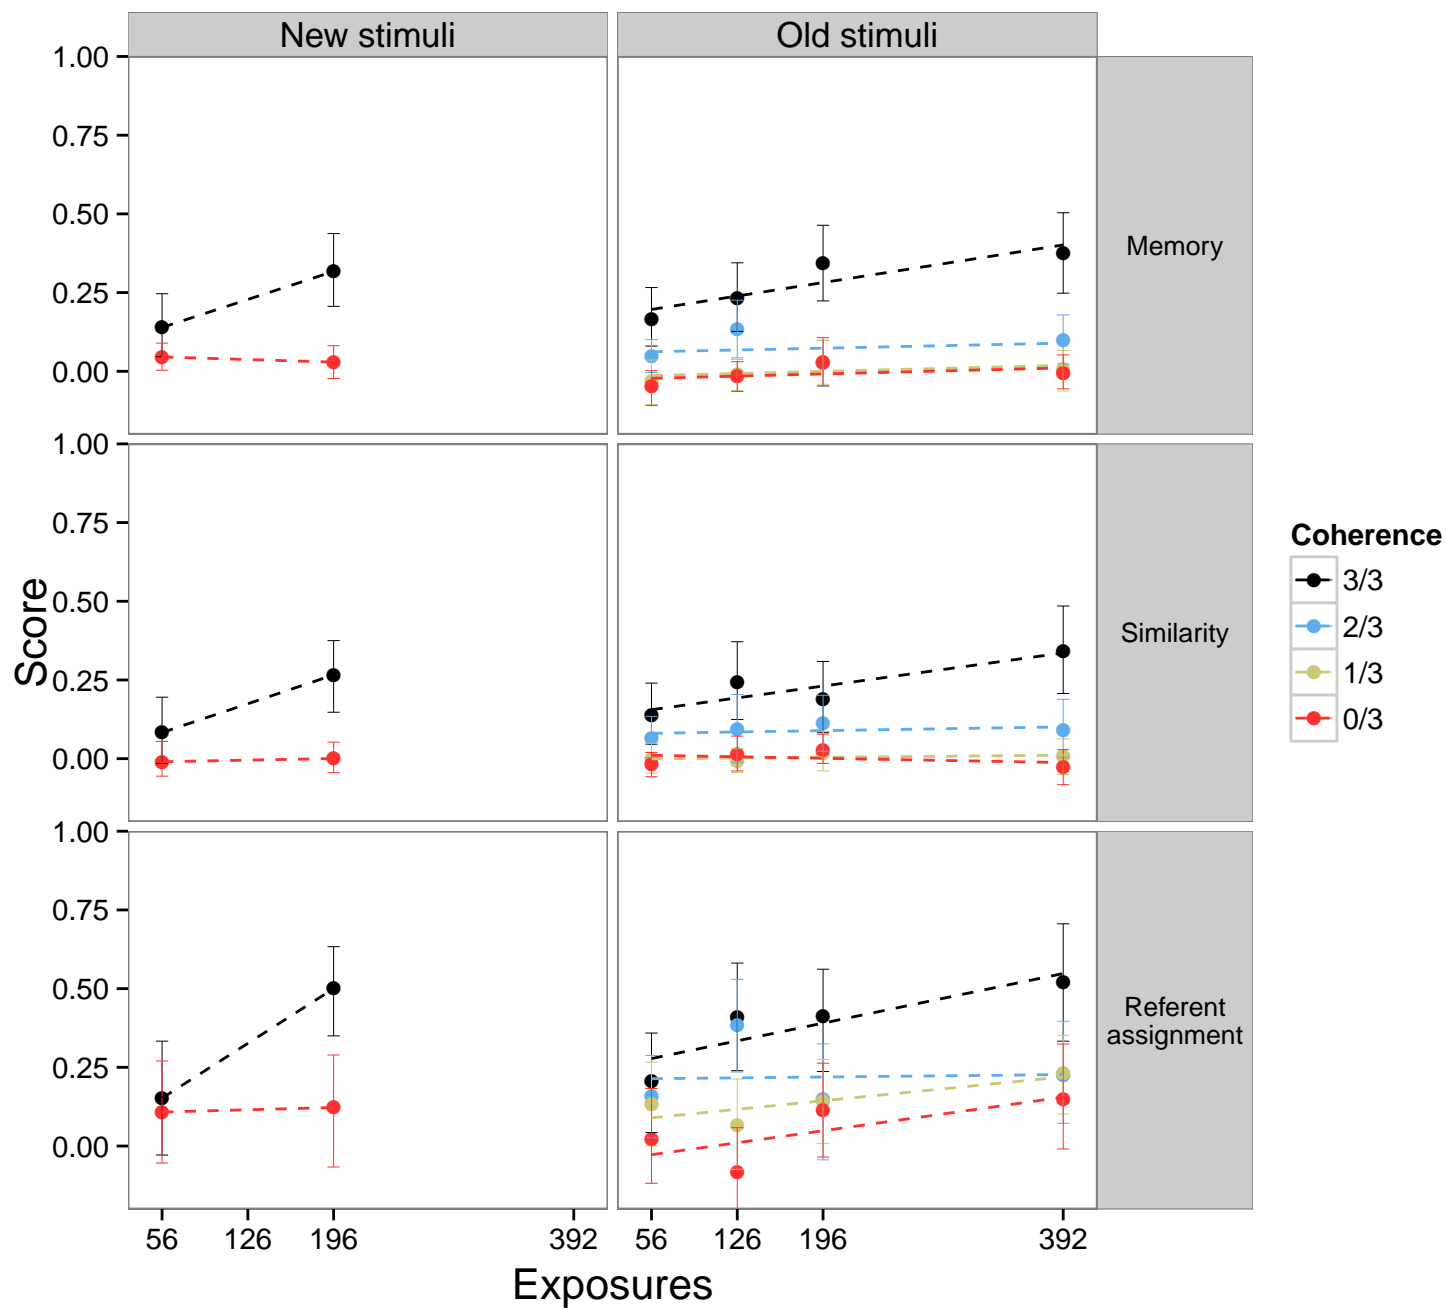 New stimuli
Old stimuli
1.00
0.75
0.50
0.25
0.00
Memory
1.00
0.75
0.50
0.25
0.00
Similarity
1.00
0.75
0.50
0.25
0.00
Referent
assignment
Score
56 126 196 392
56 126 196 392
Exposures
Coherence
3/3
2/3
1/3
0/3